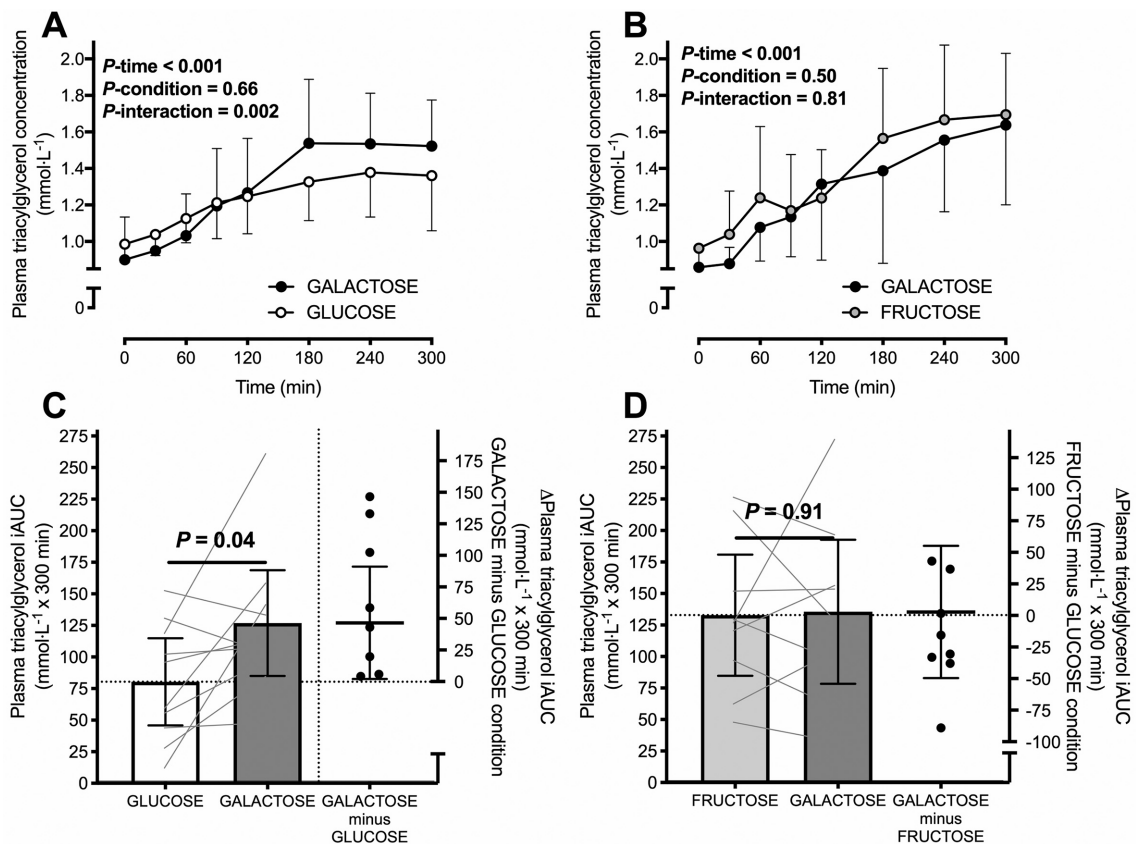 A
Plasma triacylglycerol concentration
(mmol·L⁻¹)
2.0
1.8
1.6
1.4
1.2
1.0
0
P-time < 0.001
P-condition = 0.66
P-interaction = 0.002
GALACTOSE
GLUCOSE
0 60 120 180 240 300
Time (min)
B
Plasma triacylglycerol concentration
(mmol·L⁻¹)
2.0
1.8
1.6
1.4
1.2
1.0
0
P-time < 0.001
P-condition = 0.50
P-interaction = 0.81
GALACTOSE
FRUCTOSE
0 60 120 180 240 300
Time (min)
C
Plasma triacylglycerol iAUC
(mmol·L⁻¹ x 300 min)
275
250
225
200
175
150
125
100
75
50
25
0
P = 0.04
175
150
125
100
75
50
25
0
ΔPlasma triacylglycerol iAUC
(mmol·L⁻¹ x 300 min)
GALACTOSE minus GLUCOSE condition
GLUCOSE
GALACTOSE
GALACTOSE
minus
GLUCOSE
D
Plasma triacylglycerol iAUC
(mmol·L⁻¹ x 300 min)
275
250
225
200
175
150
125
100
75
50
25
0
P = 0.91
125
100
75
50
25
0
-25
-50
-75
-100
ΔPlasma triacylglycerol iAUC
(mmol·L⁻¹ x 300 min)
FRUCTOSE minus GLUCOSE condition
FRUCTOSE
GALACTOSE
GALACTOSE
minus
FRUCTOSE